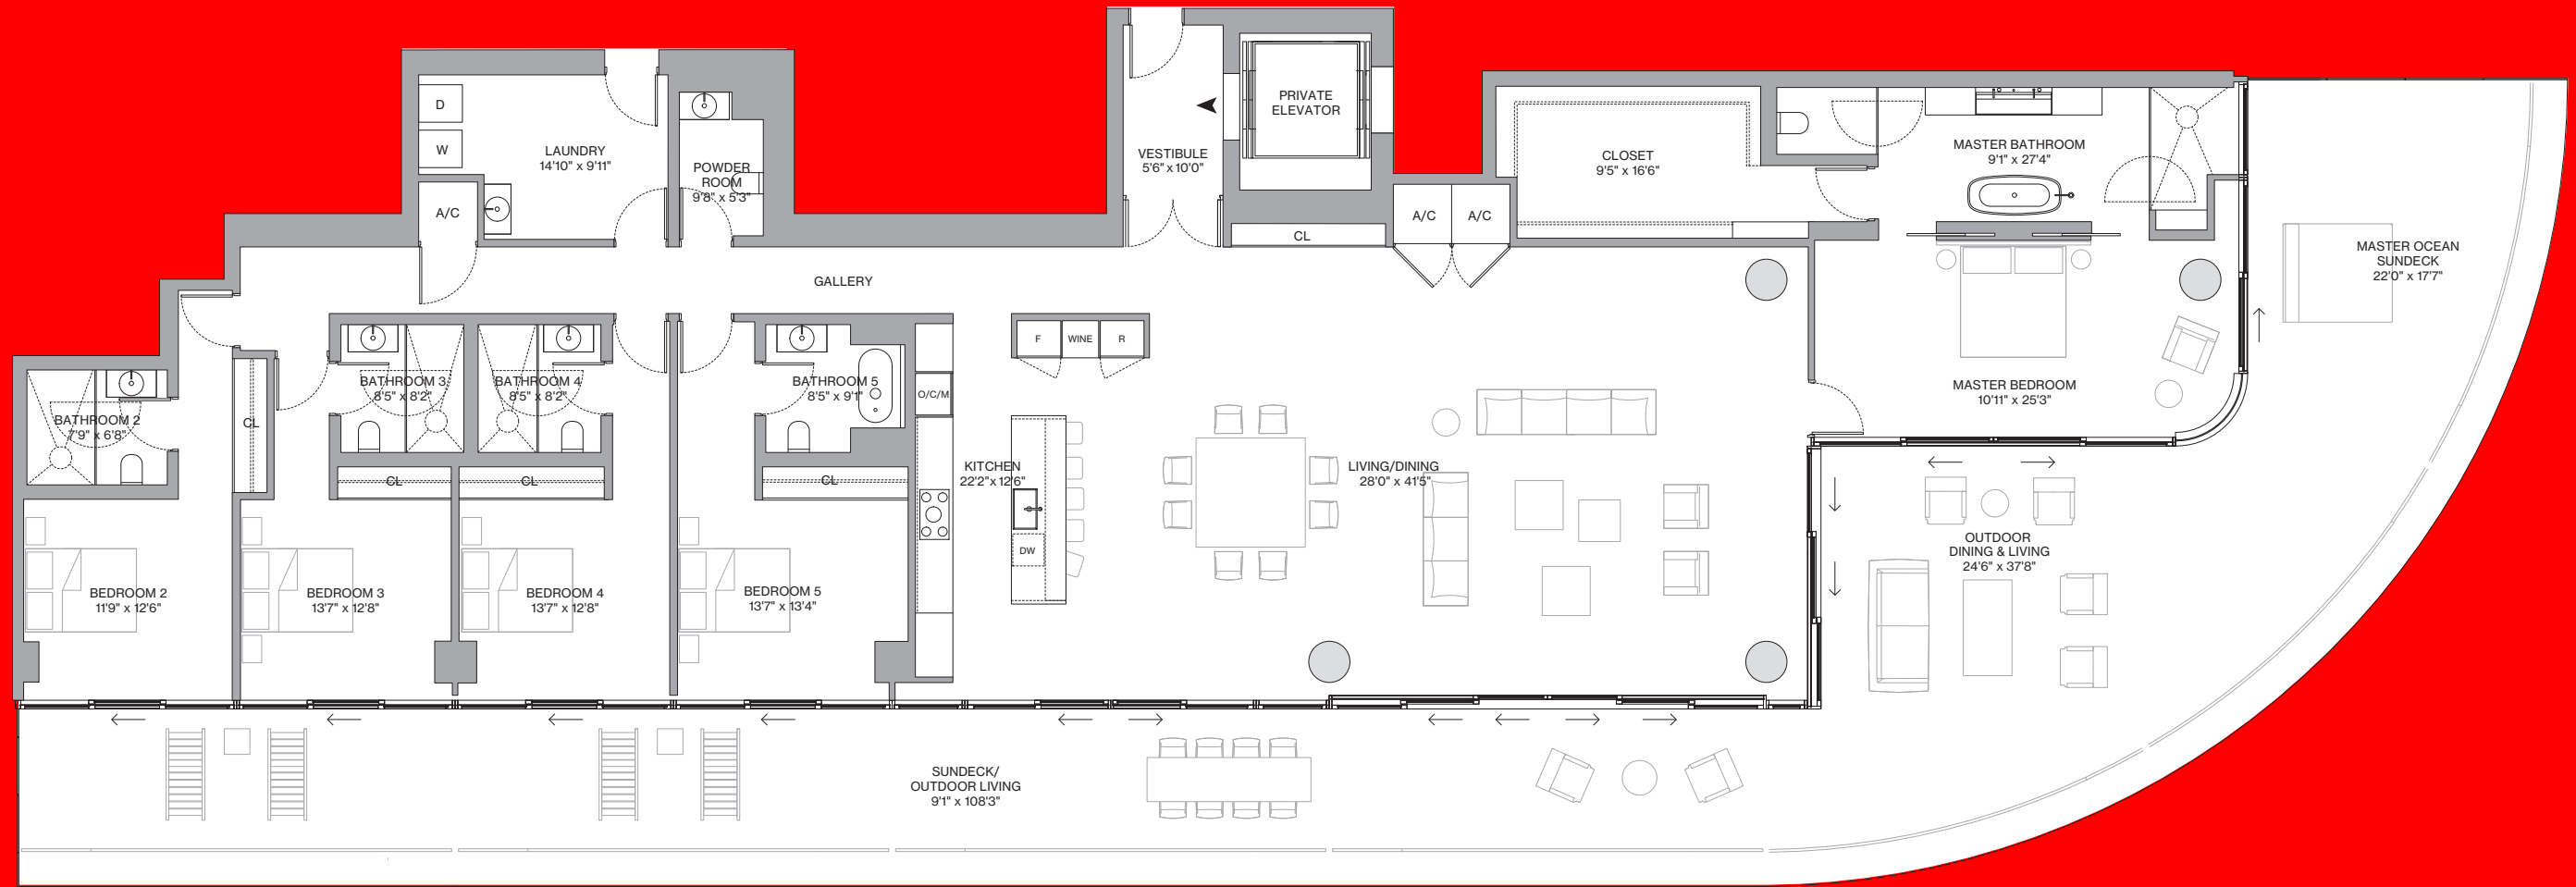 D
W
LAUNDRY
14'10" x 9'11"
A/C
POWDER
ROOM
9'8" x 5'3"
VESTIBULE
5'6" x 10'0"
PRIVATE
ELEVATOR
CL
A/C
A/C
CLOSET
9'5" x 16'6"
MASTER BATHROOM
9'1" x 27'4"
MASTER OCEAN
SUNDECK
22'0" x 17'7"
GALLERY
BATHROOM 2
7'9" x 6'8"
CL
BATHROOM 3
8'5" x 8'2"
CL
BATHROOM 4
8'5" x 8'2"
CL
BATHROOM 5
8'5" x 9'1"
CL
O/C/M
F
WINE
R
KITCHEN
22'2" x 12'6"
DW
LIVING/DINING
28'0" x 41'5"
MASTER BEDROOM
10'11" x 25'3"
OUTDOOR
DINING & LIVING
24'6" x 37'8"
BEDROOM 2
11'9" x 12'6"
BEDROOM 3
13'7" x 12'8"
BEDROOM 4
13'7" x 12'8"
BEDROOM 5
13'7" x 13'4"
SUNDECK/
OUTDOOR LIVING
9'1" x 108'3"